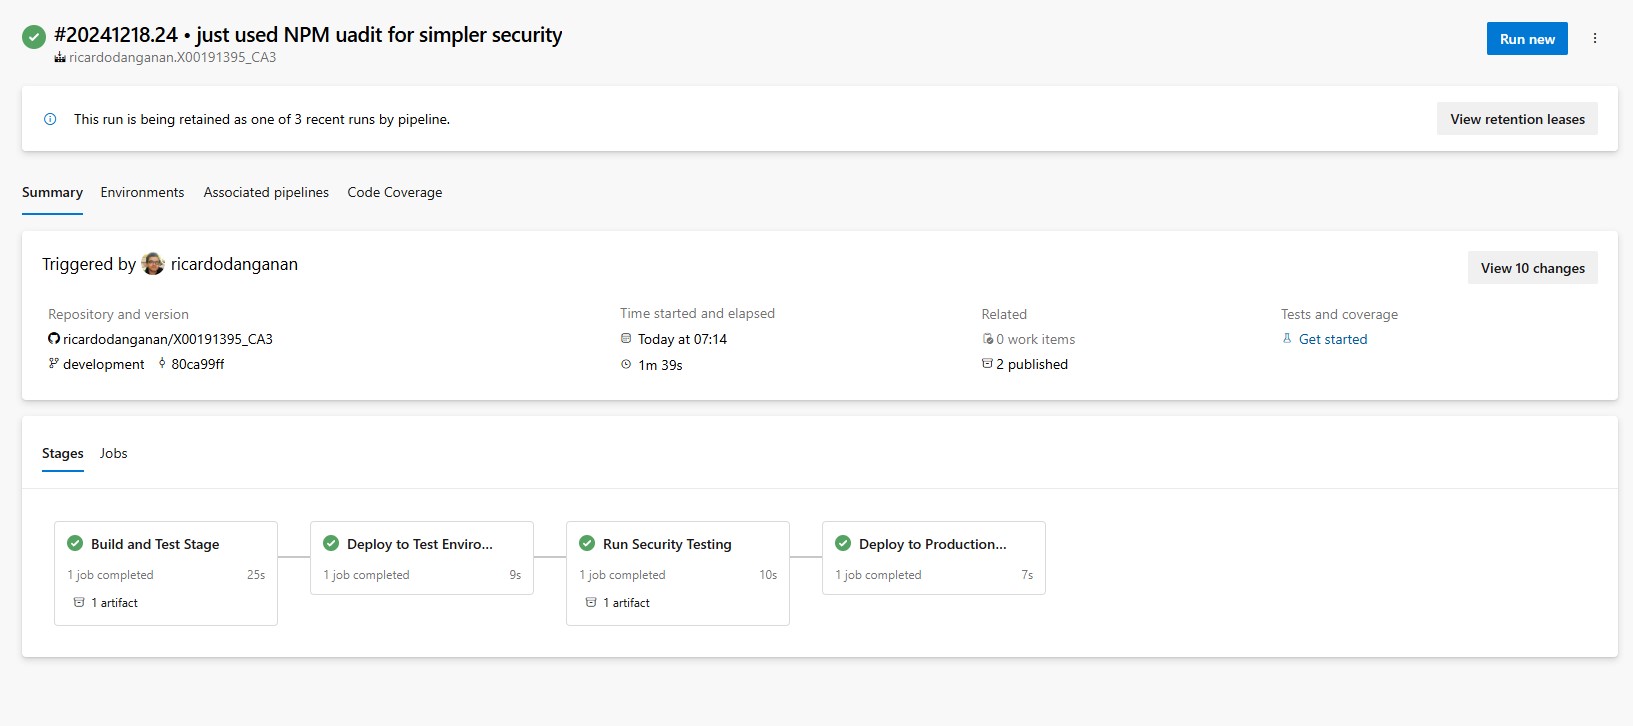 #20241218.24 • just used NPM uadit for simpler security
ricardodanganan.X00191395_CA3
Run new
This run is being retained as one of 3 recent runs by pipeline.
View retention leases
Summary
Environments
Associated pipelines
Code Coverage
Triggered by ricardodanganan
View 10 changes
Repository and version
ricardodanganan/X00191395_CA3
development 80ca99ff
Time started and elapsed
Today at 07:14
1m 39s
Related
0 work items
2 published
Tests and coverage
Get started
Stages
Jobs
Build and Test Stage
1 job completed 25s
1 artifact
Deploy to Test Enviro...
1 job completed 9s
Run Security Testing
1 job completed 10s
1 artifact
Deploy to Production...
1 job completed 7s